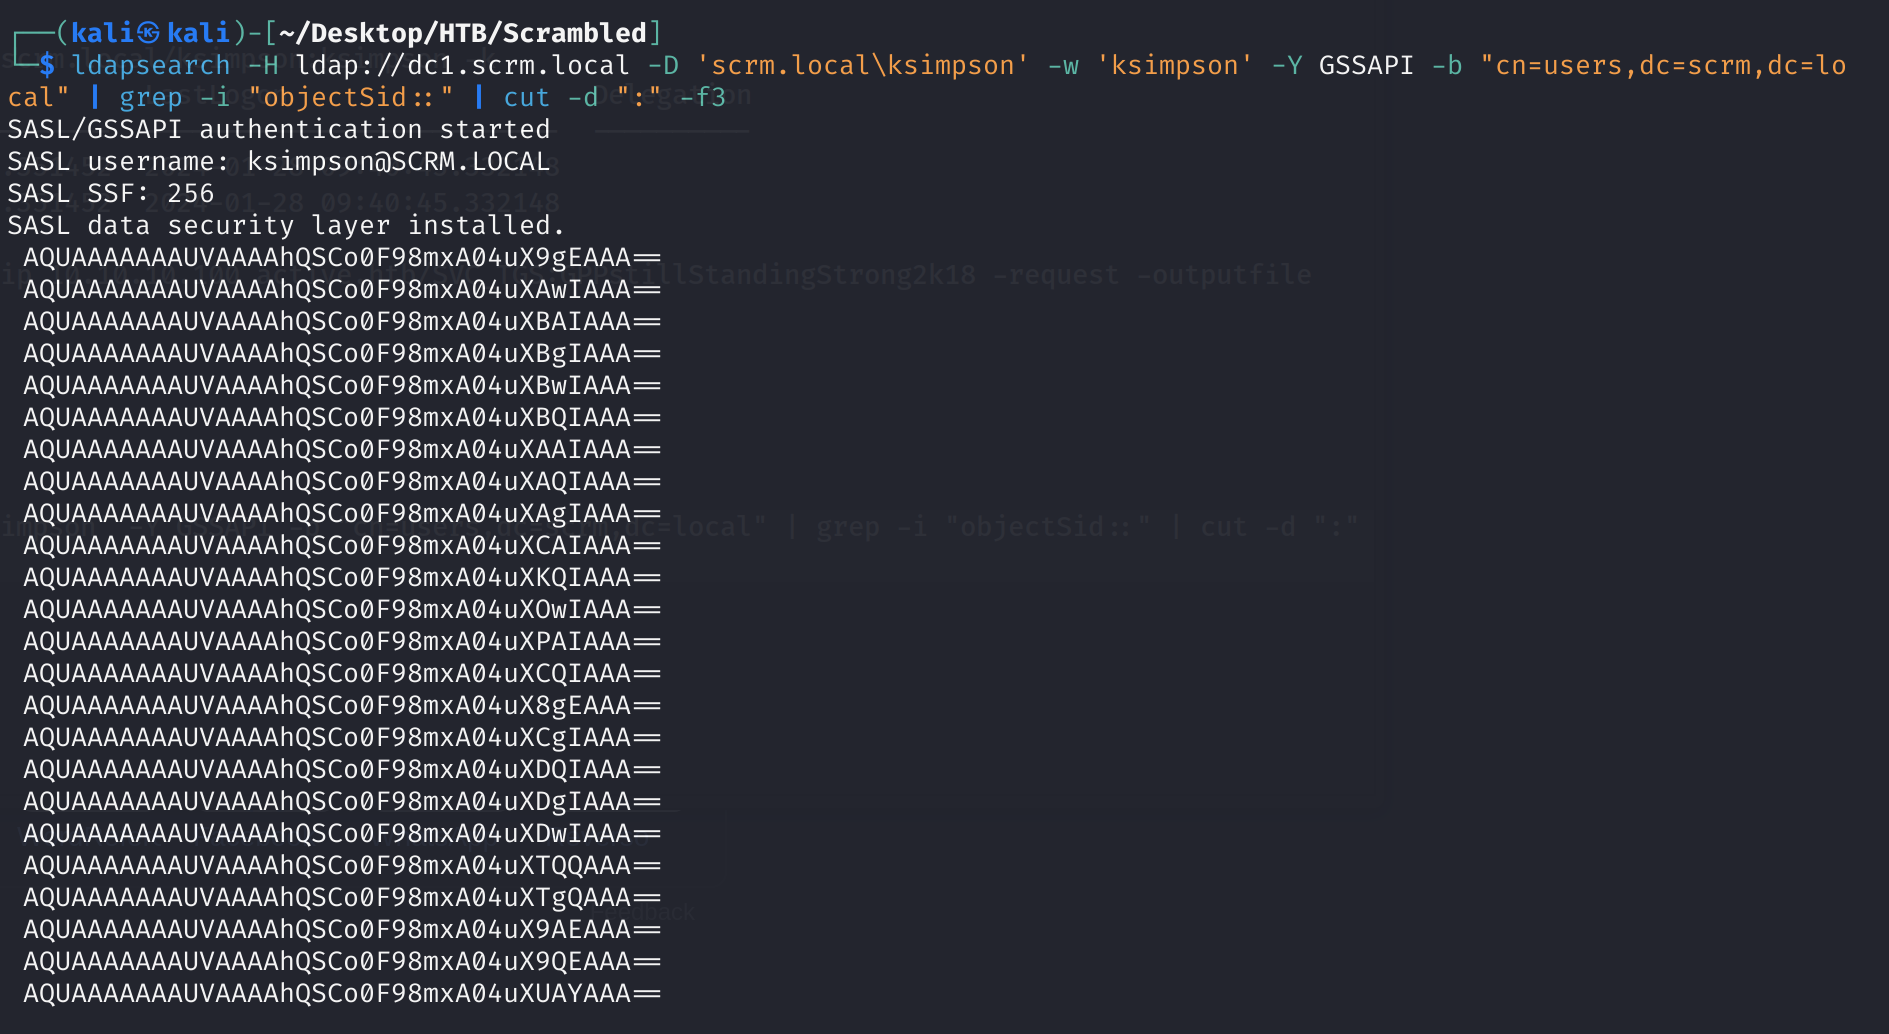 ┌──(kali㉿kali)-[~/Desktop/HTB/Scrambled]
└─$ ldapsearch -H ldap://dc1.scrm.local -D 'scrm.local\ksimpson' -w 'ksimpson' -Y GSSAPI -b "cn=users,dc=scrm,dc=lo
cal" | grep -i "objectSid::" | cut -d ":" -f3
SASL/GSSAPI authentication started
SASL username: ksimpson@SCRM.LOCAL
SASL SSF: 256
SASL data security layer installed.
AQUAAAAAAAUVAAAAhQSCo0F98mxA04uX9gEAAA==
AQUAAAAAAAUVAAAAhQSCo0F98mxA04uXAwIAAA==
AQUAAAAAAAUVAAAAhQSCo0F98mxA04uXBAIAAA==
AQUAAAAAAAUVAAAAhQSCo0F98mxA04uXBgIAAA==
AQUAAAAAAAUVAAAAhQSCo0F98mxA04uXBwIAAA==
AQUAAAAAAAUVAAAAhQSCo0F98mxA04uXBQIAAA==
AQUAAAAAAAUVAAAAhQSCo0F98mxA04uXAAIAAA==
AQUAAAAAAAUVAAAAhQSCo0F98mxA04uXAQIAAA==
AQUAAAAAAAUVAAAAhQSCo0F98mxA04uXAgIAAA==
AQUAAAAAAAUVAAAAhQSCo0F98mxA04uXCAIAAA==
AQUAAAAAAAUVAAAAhQSCo0F98mxA04uXKQIAAA==
AQUAAAAAAAUVAAAAhQSCo0F98mxA04uXOwIAAA==
AQUAAAAAAAUVAAAAhQSCo0F98mxA04uXPAIAAA==
AQUAAAAAAAUVAAAAhQSCo0F98mxA04uXCQIAAA==
AQUAAAAAAAUVAAAAhQSCo0F98mxA04uX8gEAAA==
AQUAAAAAAAUVAAAAhQSCo0F98mxA04uXCgIAAA==
AQUAAAAAAAUVAAAAhQSCo0F98mxA04uXDQIAAA==
AQUAAAAAAAUVAAAAhQSCo0F98mxA04uXDgIAAA==
AQUAAAAAAAUVAAAAhQSCo0F98mxA04uXDwIAAA==
AQUAAAAAAAUVAAAAhQSCo0F98mxA04uXTQQAAA==
AQUAAAAAAAUVAAAAhQSCo0F98mxA04uXTgQAAA==
AQUAAAAAAAUVAAAAhQSCo0F98mxA04uX9AEAAA==
AQUAAAAAAAUVAAAAhQSCo0F98mxA04uX9QEAAA==
AQUAAAAAAAUVAAAAhQSCo0F98mxA04uXUAYAAA==